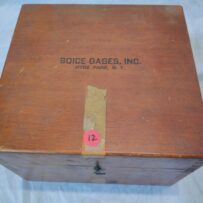 BOICE GAGES, INC.
HYDE PARK, N. Y.
12